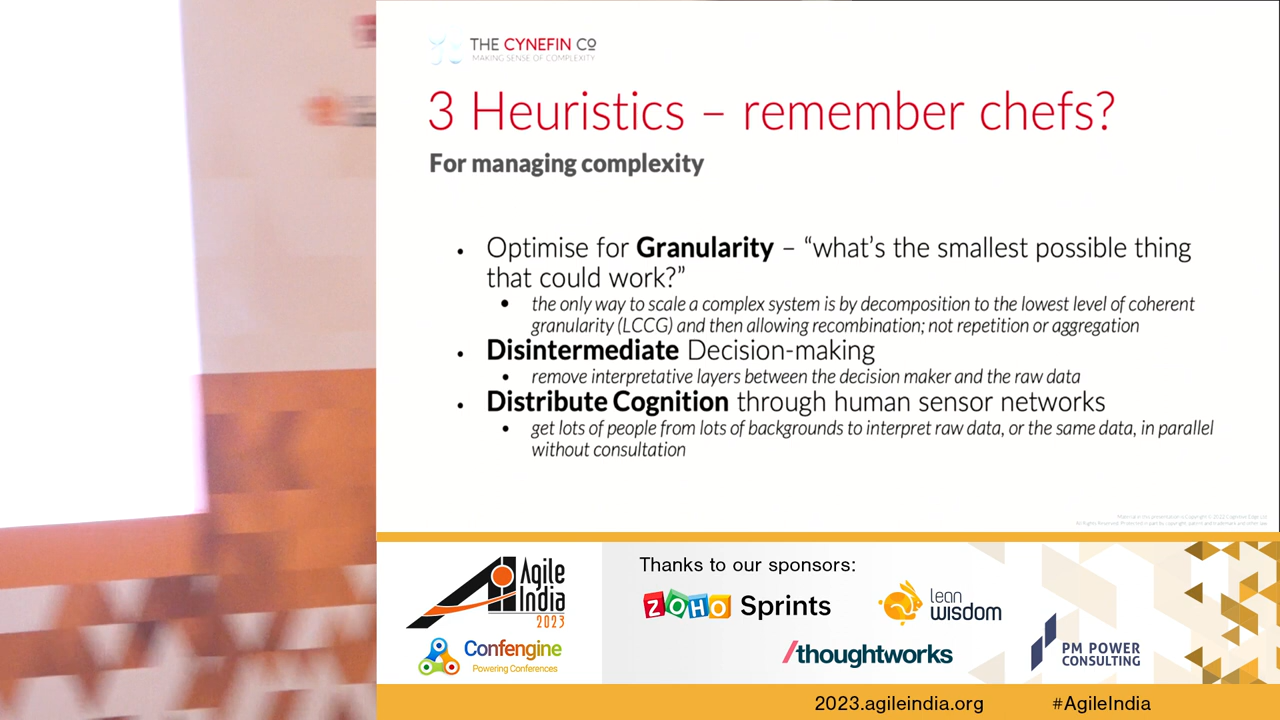 THE CYNEFIN Co
MAKING SENSE OF COMPLEXITY
3 Heuristics – remember chefs?
For managing complexity
• Optimise for Granularity – “what’s the smallest possible thing
that could work?”
• the only way to scale a complex system is by decomposition to the lowest level of coherent
granularity (LCCG) and then allowing recombination; not repetition or aggregation
• Disintermediate Decision-making
• remove interpretative layers between the decision maker and the raw data
• Distribute Cognition through human sensor networks
• get lots of people from lots of backgrounds to interpret raw data, or the same data, in parallel
without consultation
Agile
India
2023
Confengine
Powering Conferences
Thanks to our sponsors:
ZOHO Sprints
lean
wisdom
/thoughtworks
PM POWER
CONSULTING
2023.agileindia.org
#AgileIndia